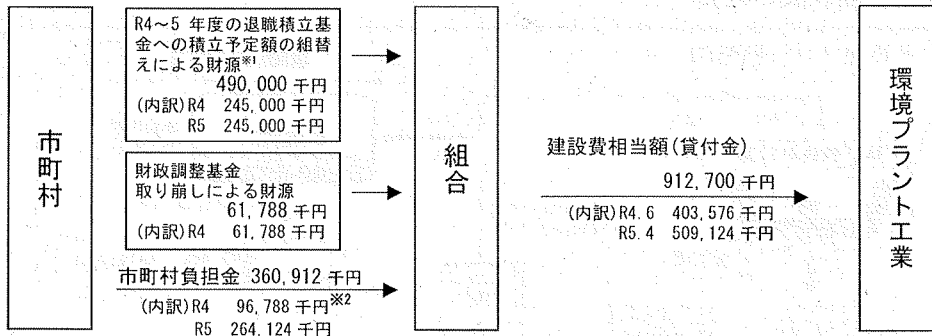 市町村
R4～5 年度の退職積立基
金への積立予定額の組替
えによる財源※1
490,000 千円
(内訳)R4 245,000 千円
R5 245,000 千円
財政調整基金
取り崩しによる財源
61,788 千円
(内訳)R4 61,788 千円
市町村負担金 360,912 千円
(内訳)R4 96,788 千円※2
R5 264,124 千円
組合
建設費相当額(貸付金)
912,700 千円
(内訳)R4.6 403,576 千円
R5.4 509,124 千円
環境プラント工業